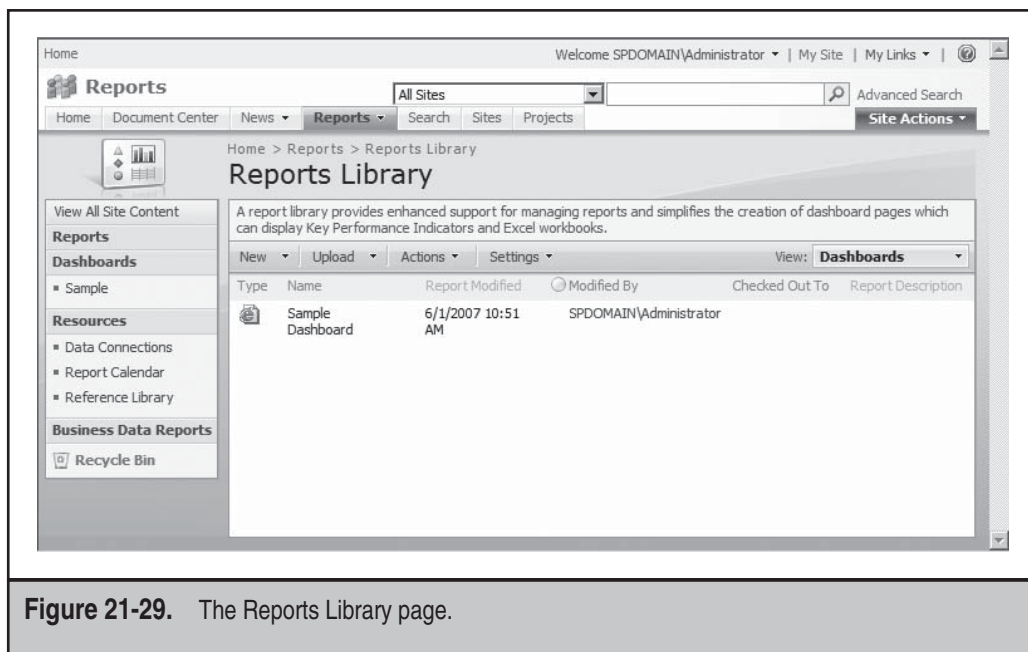 Home Welcome SPDOMAIN\Administrator | My Site | My Links |
Reports
All Sites Advanced Search
Home Document Center News Reports Search Sites Projects Site Actions
Home > Reports > Reports Library
Reports Library
View All Site Content
Reports
Dashboards
Sample
Resources
Data Connections
Report Calendar
Reference Library
Business Data Reports
Recycle Bin
A report library provides enhanced support for managing reports and simplifies the creation of dashboard pages which
can display Key Performance Indicators and Excel workbooks.
New Upload Actions Settings View: Dashboards
Type Name Report Modified Modified By Checked Out To Report Description
Sample 6/1/2007 10:51 SPDOMAIN\Administrator
Dashboard AM
Figure 21-29. The Reports Library page.